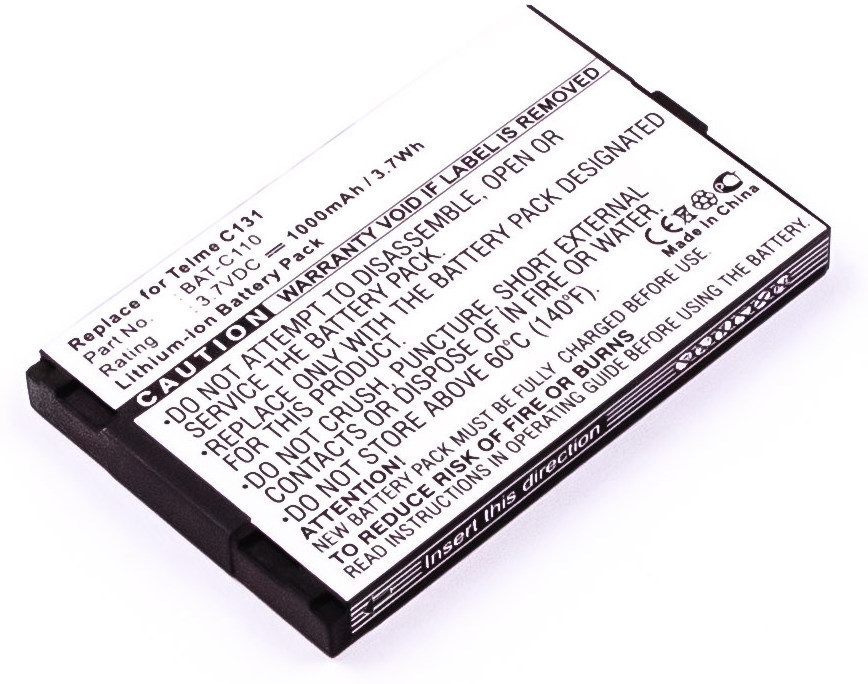 Replace for Telme C131
Part No. : BAT-C110
Rating : 3.7VDC ⎓ 1000mAh / 3.7Wh
Lithium-ion Battery Pack
CAUTION WARRANTY VOID IF LABEL IS REMOVED
•DO NOT ATTEMPT TO DISASSEMBLE, OPEN OR
SERVICE THE BATTERY PACK.
•REPLACE ONLY WITH THE BATTERY PACK DESIGNATED
FOR THIS PRODUCT.
•DO NOT CRUSH, PUNCTURE, SHORT EXTERNAL
CONTACTS OR DISPOSE OF IN FIRE OR WATER
•DO NOT STORE ABOVE 60°C (140°F)
ATTENTION!
NEW BATTERY PACK MUST BE FULLY CHARGED BEFORE USE.
TO REDUCE RISK OF FIRE OR BURNS
READ INSTRUCTIONS IN OPERATING GUIDE BEFORE USING BATTERY PACK.
CE
Made in China
Insert this direction